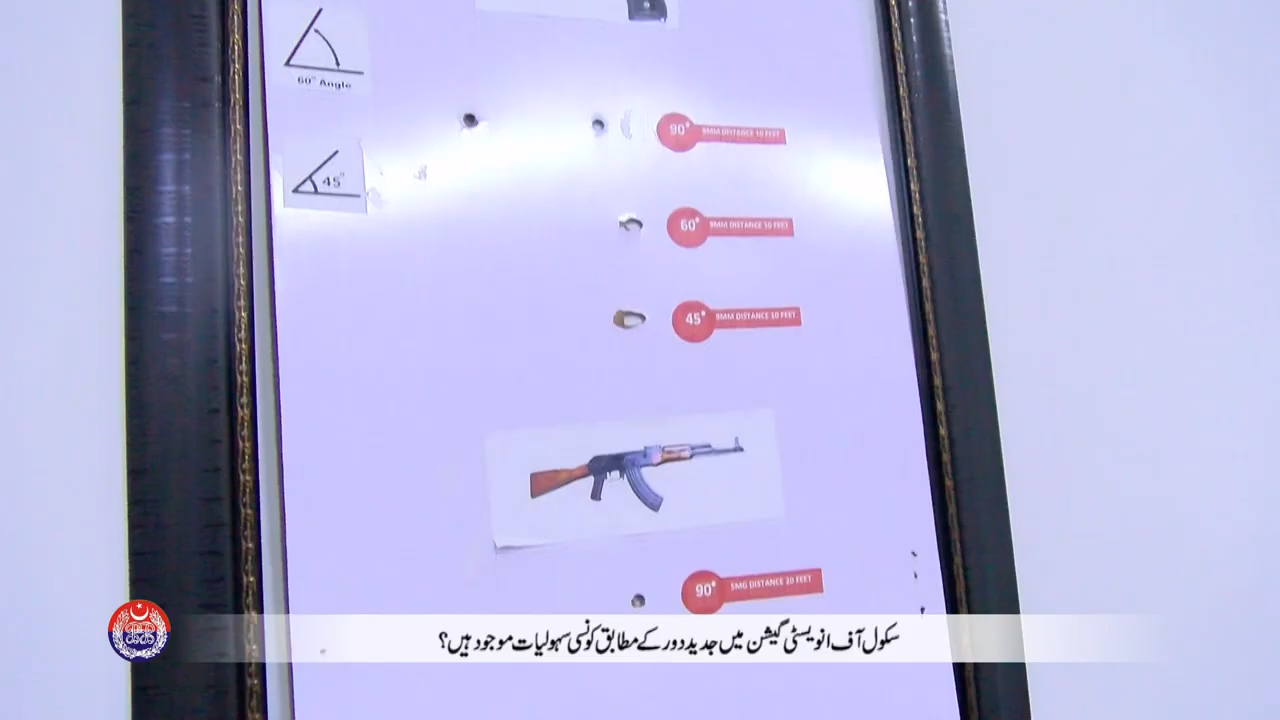 60° Angle
90° 9MM DISTANCE 10 FEET
45°
60° 9MM DISTANCE 10 FEET
45° 9MM DISTANCE 10 FEET
90° SMG DISTANCE 20 FEET
سکول آف انویسٹی گیشن میں جدید دور کے مطابق کونسی سہولیات موجود ہیں؟